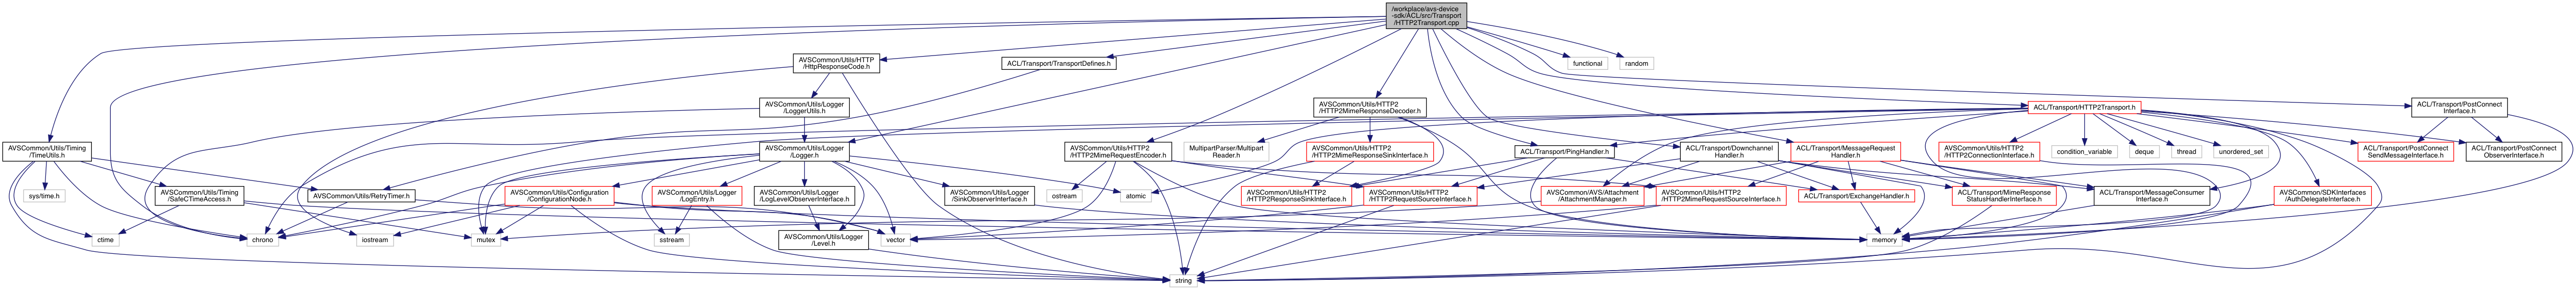 /workplace/avs-device
-sdk/ACL/src/Transport
/HTTP2Transport.cpp
AVSCommon/Utils/HTTP
/HttpResponseCode.h
ACL/Transport/TransportDefines.h
functional
random
AVSCommon/Utils/Logger
/LoggerUtils.h
AVSCommon/Utils/HTTP2
/HTTP2MimeResponseDecoder.h
ACL/Transport/HTTP2Transport.h
ACL/Transport/PostConnect
Interface.h
AVSCommon/Utils/Timing
/TimeUtils.h
AVSCommon/Utils/Logger
/Logger.h
AVSCommon/Utils/HTTP2
/HTTP2MimeRequestEncoder.h
MultipartParser/Multipart
Reader.h
AVSCommon/Utils/HTTP2
/HTTP2MimeResponseSinkInterface.h
ACL/Transport/PingHandler.h
ACL/Transport/Downchannel
Handler.h
ACL/Transport/MessageRequest
Handler.h
AVSCommon/Utils/HTTP2
/HTTP2ConnectionInterface.h
condition_variable
deque
thread
unordered_set
ACL/Transport/PostConnect
SendMessageInterface.h
ACL/Transport/PostConnect
ObserverInterface.h
sys/time.h
AVSCommon/Utils/Timing
/SafeCTimeAccess.h
AVSCommon/Utils/RetryTimer.h
AVSCommon/Utils/Configuration
/ConfigurationNode.h
AVSCommon/Utils/Logger
/LogEntry.h
AVSCommon/Utils/Logger
/LogLevelObserverInterface.h
AVSCommon/Utils/Logger
/SinkObserverInterface.h
ostream
atomic
AVSCommon/Utils/HTTP2
/HTTP2ResponseSinkInterface.h
AVSCommon/Utils/HTTP2
/HTTP2RequestSourceInterface.h
AVSCommon/AVS/Attachment
/AttachmentManager.h
AVSCommon/Utils/HTTP2
/HTTP2MimeRequestSourceInterface.h
ACL/Transport/ExchangeHandler.h
ACL/Transport/MimeResponse
StatusHandlerInterface.h
ACL/Transport/MessageConsumer
Interface.h
AVSCommon/SDKInterfaces
/AuthDelegateInterface.h
ctime
chrono
iostream
mutex
sstream
AVSCommon/Utils/Logger
/Level.h
vector
memory
string